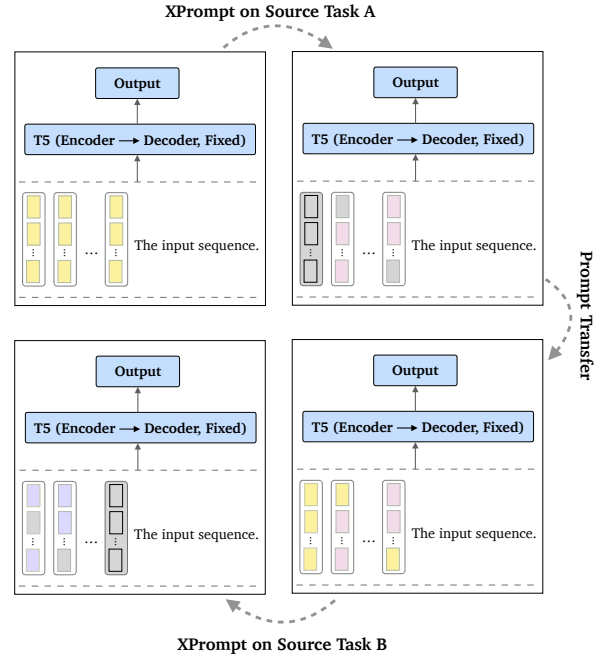 XPrompt on Source Task A
Output
T5 (Encoder → Decoder, Fixed)
... The input sequence.
Output
T5 (Encoder → Decoder, Fixed)
... The input sequence.
Prompt Transfer
Output
T5 (Encoder → Decoder, Fixed)
... The input sequence.
Output
T5 (Encoder → Decoder, Fixed)
... The input sequence.
XPrompt on Source Task B